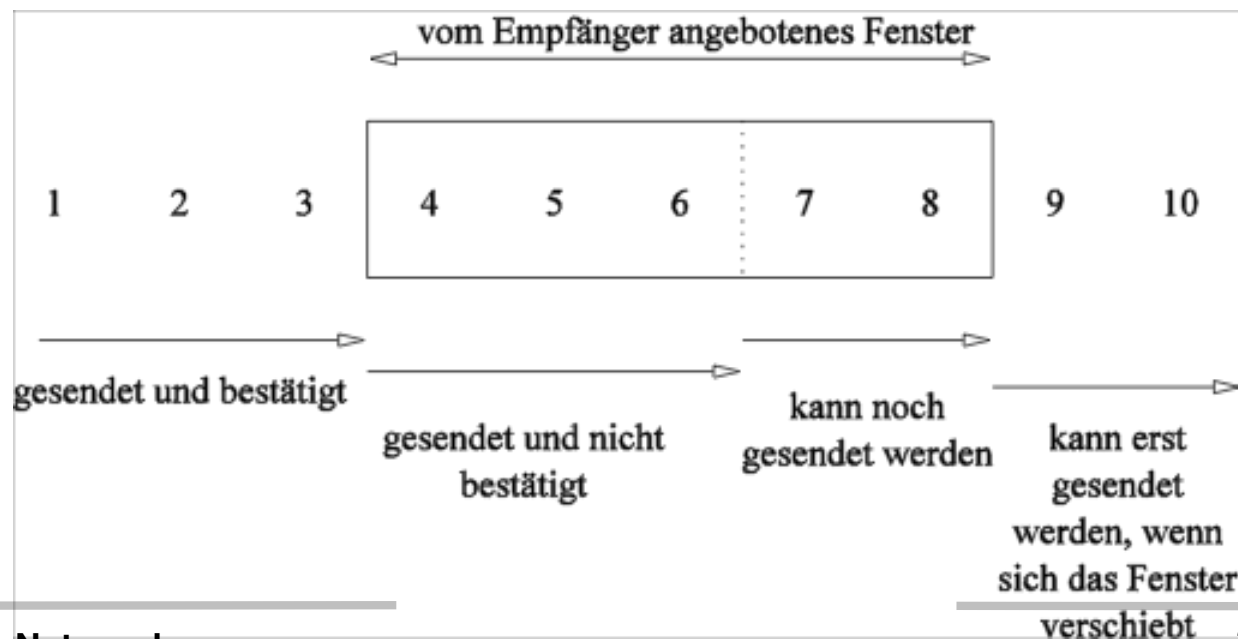 vom Empfänger angebotenes Fenster
1 2 3 4 5 6 7 8 9 10
gesendet und bestätigt
gesendet und nicht
bestätigt
kann noch
gesendet werden
kann erst
gesendet
werden, wenn
sich das Fenster
verschiebt